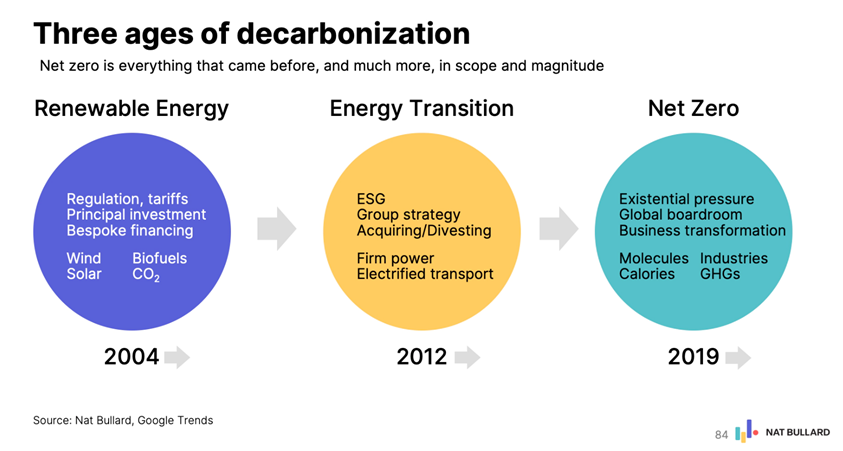 Three ages of decarbonization
Net zero is everything that came before, and much more, in scope and magnitude
Renewable Energy
Regulation, tariffs
Principal investment
Bespoke financing
Wind Biofuels
Solar CO₂
2004
Energy Transition
ESG
Group strategy
Acquiring/Divesting
Firm power
Electrified transport
2012
Net Zero
Existential pressure
Global boardroom
Business transformation
Molecules Industries
Calories GHGs
2019
Source: Nat Bullard, Google Trends
84 NAT BULLARD